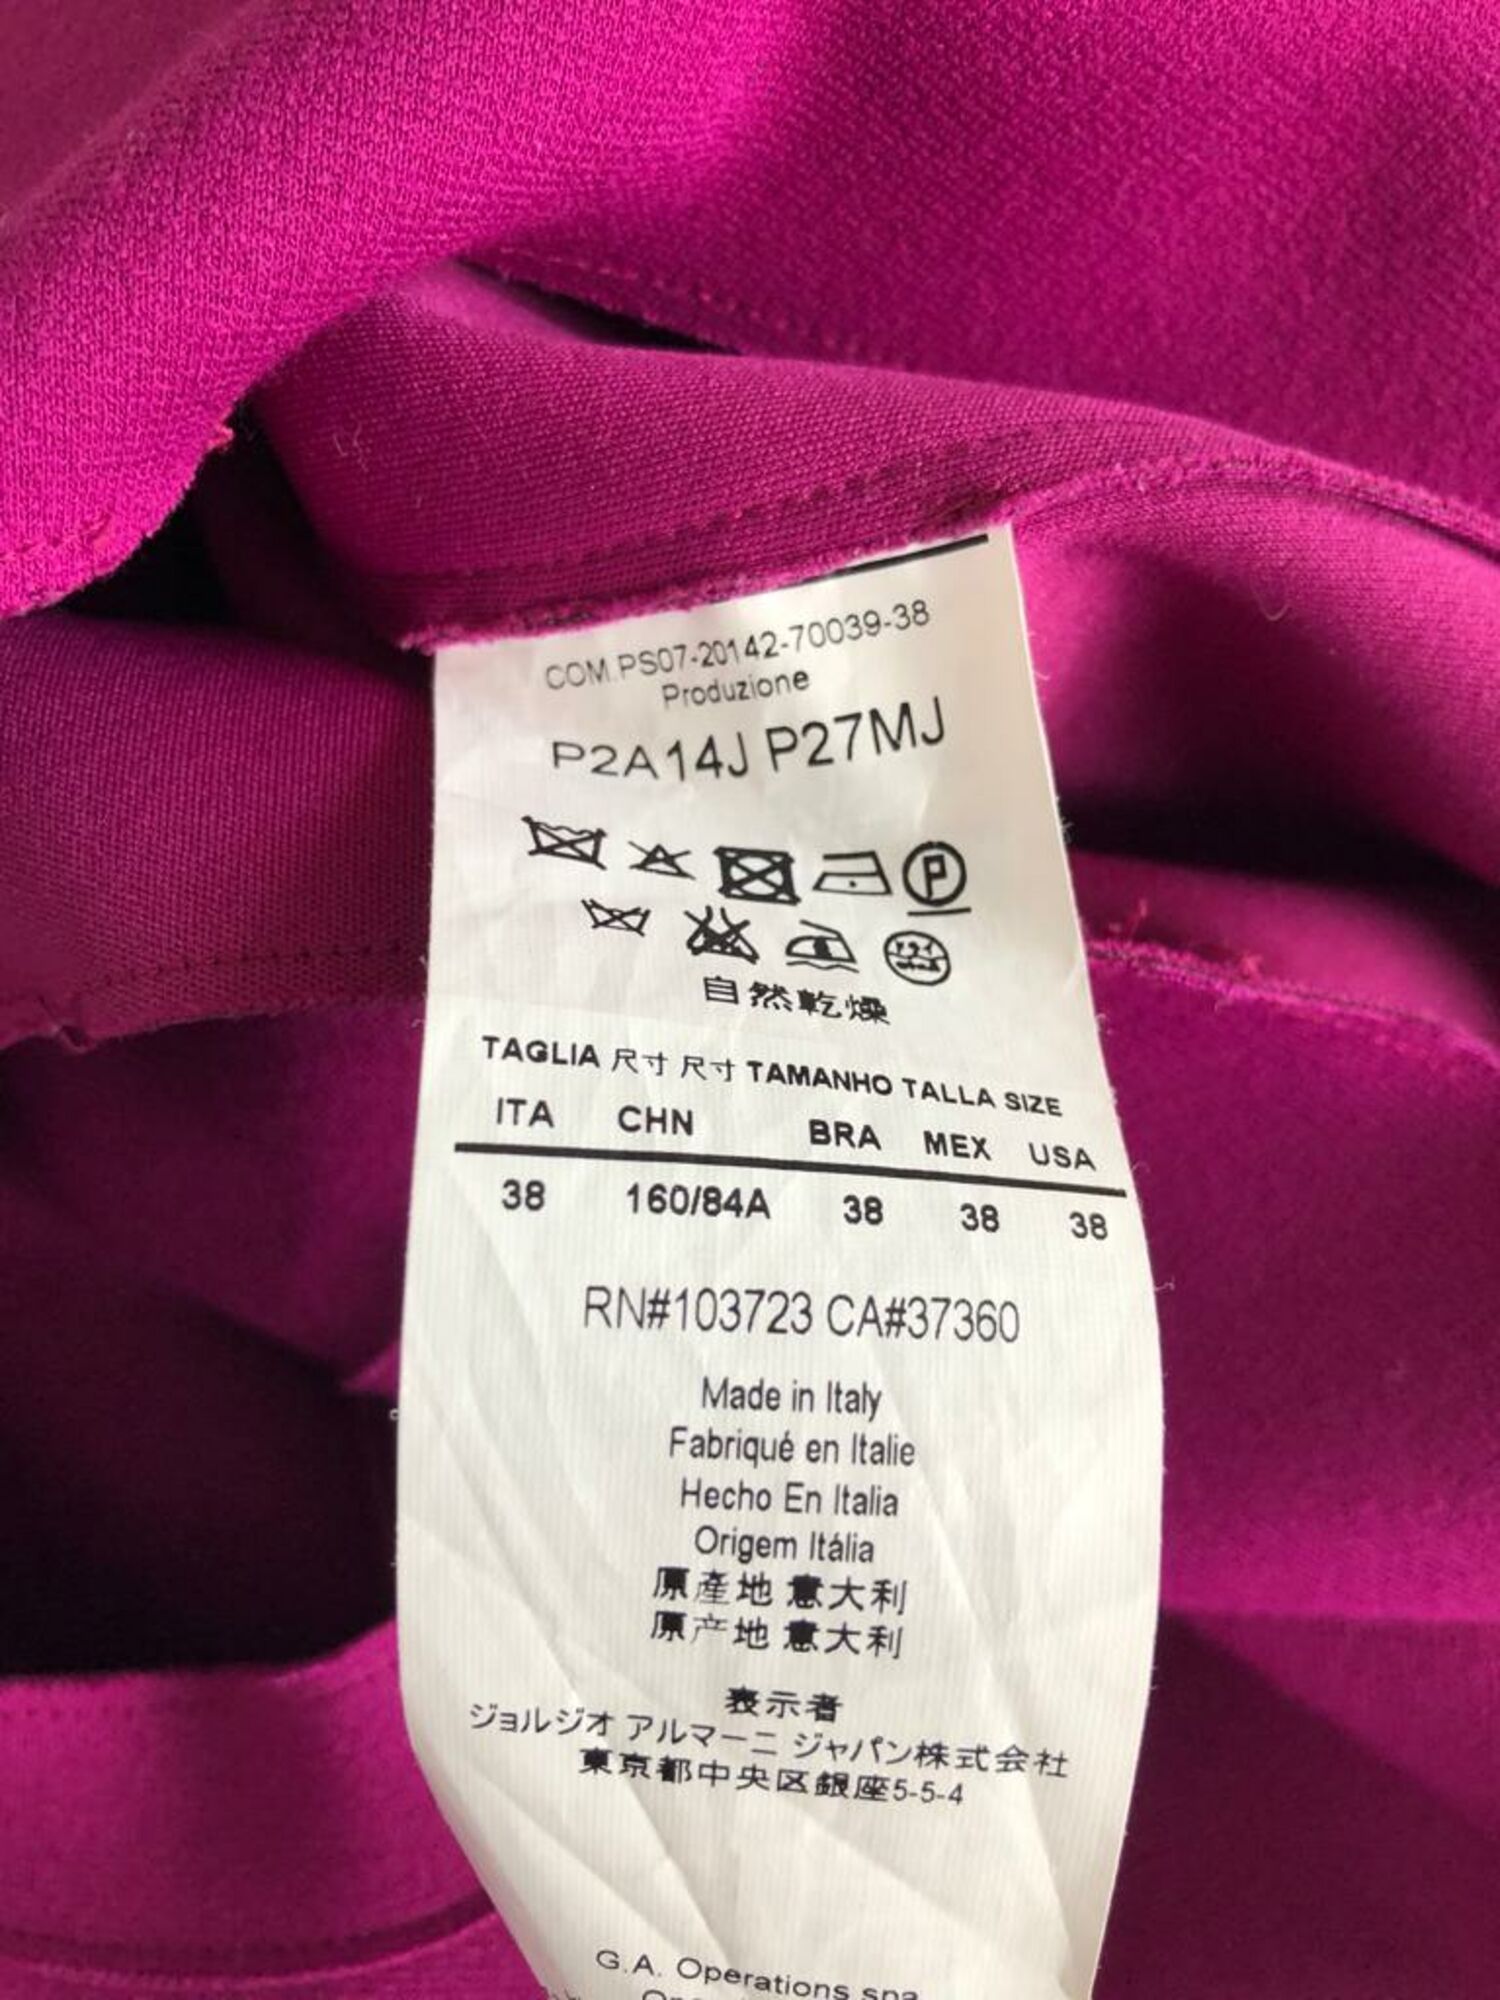 COM.PS07-20142-70039-38
Produzione
P2A14J P27MJ
P
ドライ
自然乾燥
TAGLIA 尺寸 尺寸 TAMANHO TALLA SIZE
ITA CHN BRA MEX USA
38 160/84A 38 38 38
RN#103723 CA#37360
Made in Italy
Fabriqué en Italie
Hecho En Italia
Origem Itália
原產地 意大利
原产地 意大利
表示者
ジョルジオ アルマーニ ジャパン株式会社
東京都中央区銀座5-5-4
G.A. Operations spa